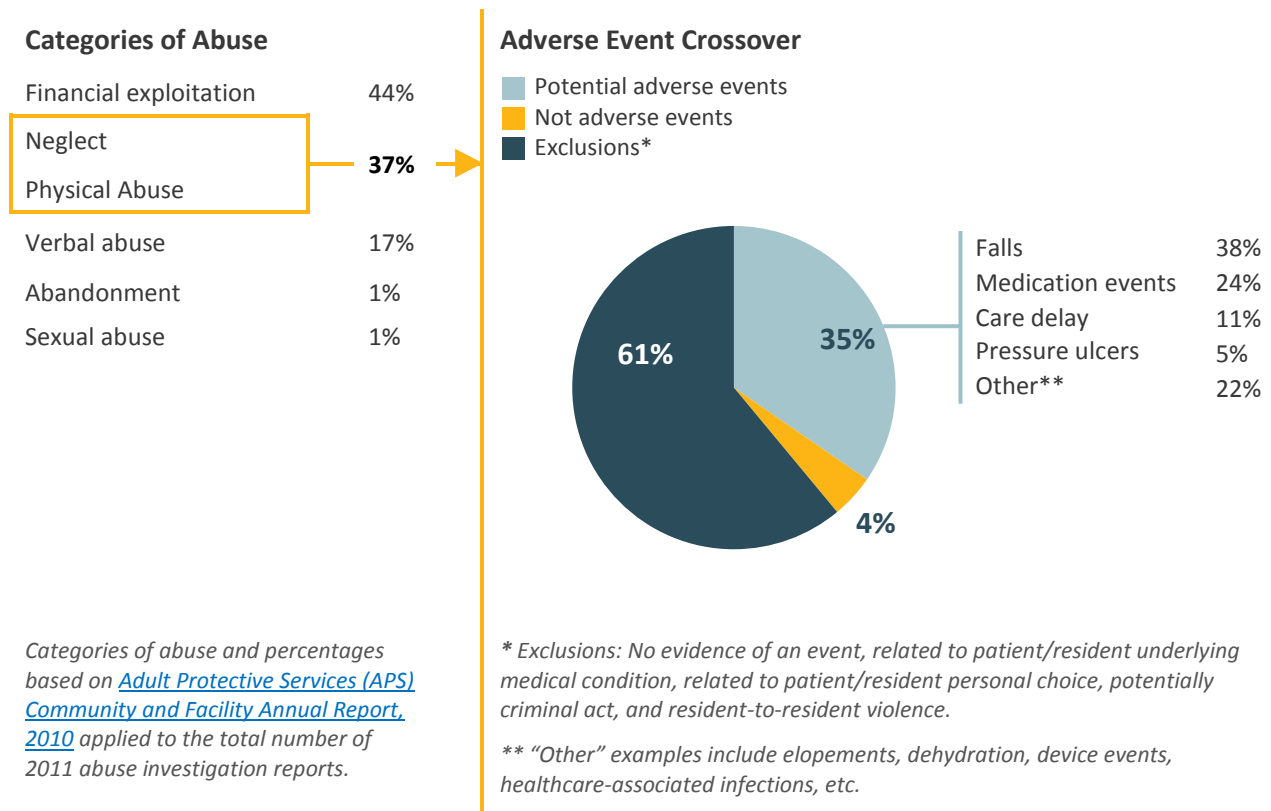 Categories of Abuse
Financial exploitation 44%
Neglect
37%
Physical Abuse
Verbal abuse 17%
Abandonment 1%
Sexual abuse 1%
Categories of abuse and percentages
based on Adult Protective Services (APS)
Community and Facility Annual Report,
2010 applied to the total number of
2011 abuse investigation reports.
Adverse Event Crossover
Potential adverse events
Not adverse events
Exclusions*
61%
35%
4%
Falls 38%
Medication events 24%
Care delay 11%
Pressure ulcers 5%
Other** 22%
* Exclusions: No evidence of an event, related to patient/resident underlying
medical condition, related to patient/resident personal choice, potentially
criminal act, and resident-to-resident violence.
** “Other” examples include elopements, dehydration, device events,
healthcare-associated infections, etc.